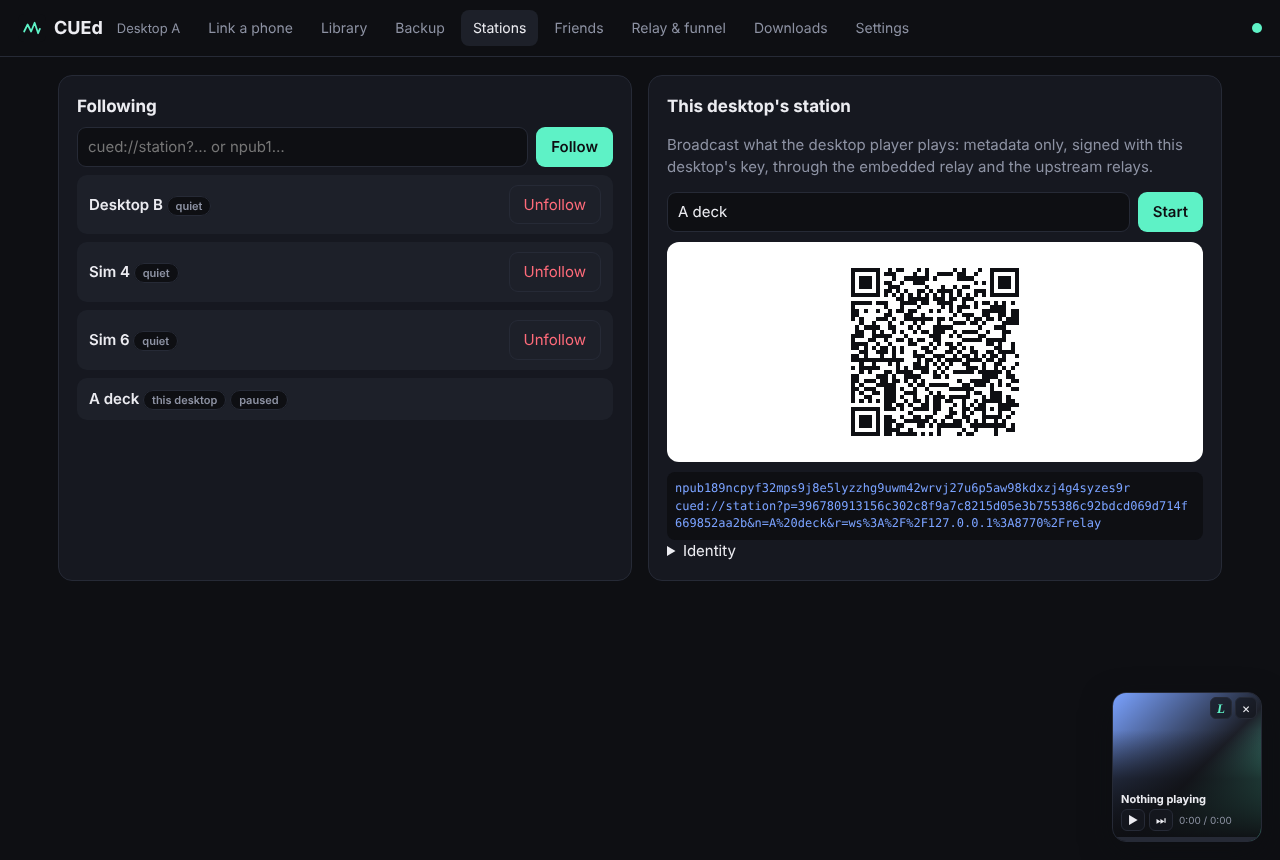 CUEd Desktop A Link a phone Library Backup Stations Friends Relay & funnel Downloads Settings
Following
cued://station?... or npub1... Follow
Desktop B quiet Unfollow
Sim 4 quiet Unfollow
Sim 6 quiet Unfollow
A deck this desktop paused
This desktop's station
Broadcast what the desktop player plays: metadata only, signed with this
desktop's key, through the embedded relay and the upstream relays.
A deck Start
npub189ncpyf32mps9j8e5lyzzhg9uwm42wrvj27u6p5aw98kdxzj4g4syzes9r
cued://station?p=396780913156c302c8f9a7c8215d05e3b755386c92bdcd069d714f
669852aa2b&n=A%20deck&r=ws%3A%2F%2F127.0.0.1%3A8770%2Frelay
Identity
L ×
Nothing playing
0:00 / 0:00